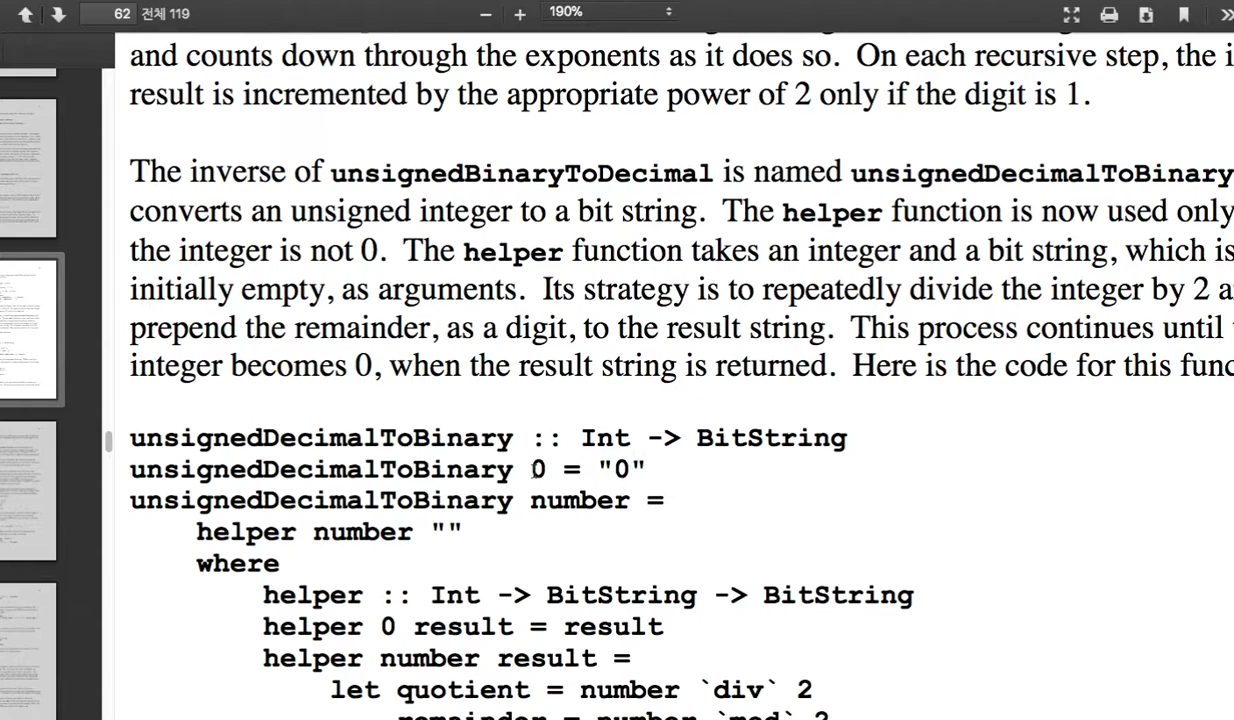 62 전체 119
190%
and counts down through the exponents as it does so. On each recursive step, the
result is incremented by the appropriate power of 2 only if the digit is 1.
The inverse of unsignedBinaryToDecimal is named unsignedDecimalToBinary
converts an unsigned integer to a bit string. The helper function is now used only
the integer is not 0. The helper function takes an integer and a bit string, which is
initially empty, as arguments. Its strategy is to repeatedly divide the integer by 2
prepend the remainder, as a digit, to the result string. This process continues until
integer becomes 0, when the result string is returned. Here is the code for this
unsignedDecimalToBinary :: Int -> BitString
unsignedDecimalToBinary 0 = "0"
unsignedDecimalToBinary number =
helper number ""
where
helper :: Int -> BitString -> BitString
helper 0 result = result
helper number result =
let quotient = number `div` 2
remainder = number `mod` 2